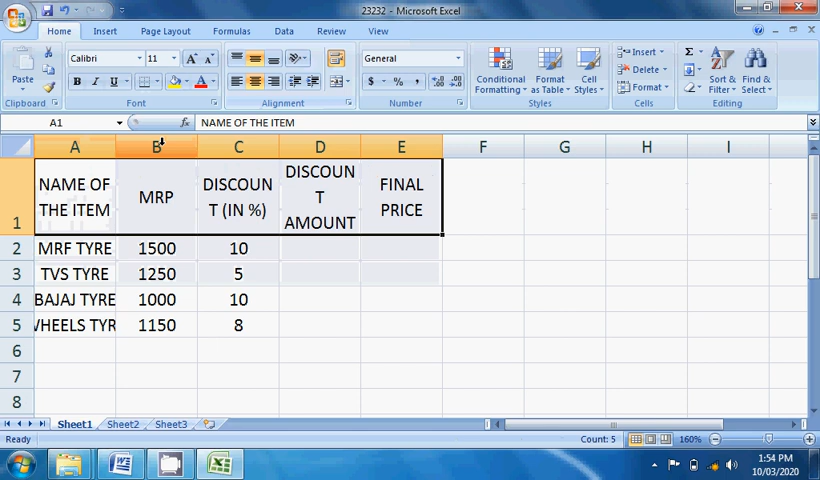 23232 - Microsoft Excel
Home Insert Page Layout Formulas Data Review View
Paste
Clipboard
Calibri 11
B I U
Font
Alignment
General
$ % ,
Number
Conditional Formatting
Format as Table
Cell Styles
Styles
Insert
Delete
Format
Cells
Σ
Sort & Filter
Find & Select
Editing
A1 fx NAME OF THE ITEM
A B C D E F G H I
1 NAME OF THE ITEM MRP DISCOUN T (IN %) DISCOUN T AMOUNT FINAL PRICE
2 MRF TYRE 1500 10
3 TVS TYRE 1250 5
4 BAJAJ TYRE 1000 10
5 WHEELS TYR 1150 8
6
7
8
Sheet1 Sheet2 Sheet3
Ready Count: 5 160%
1:54 PM
10/03/2020